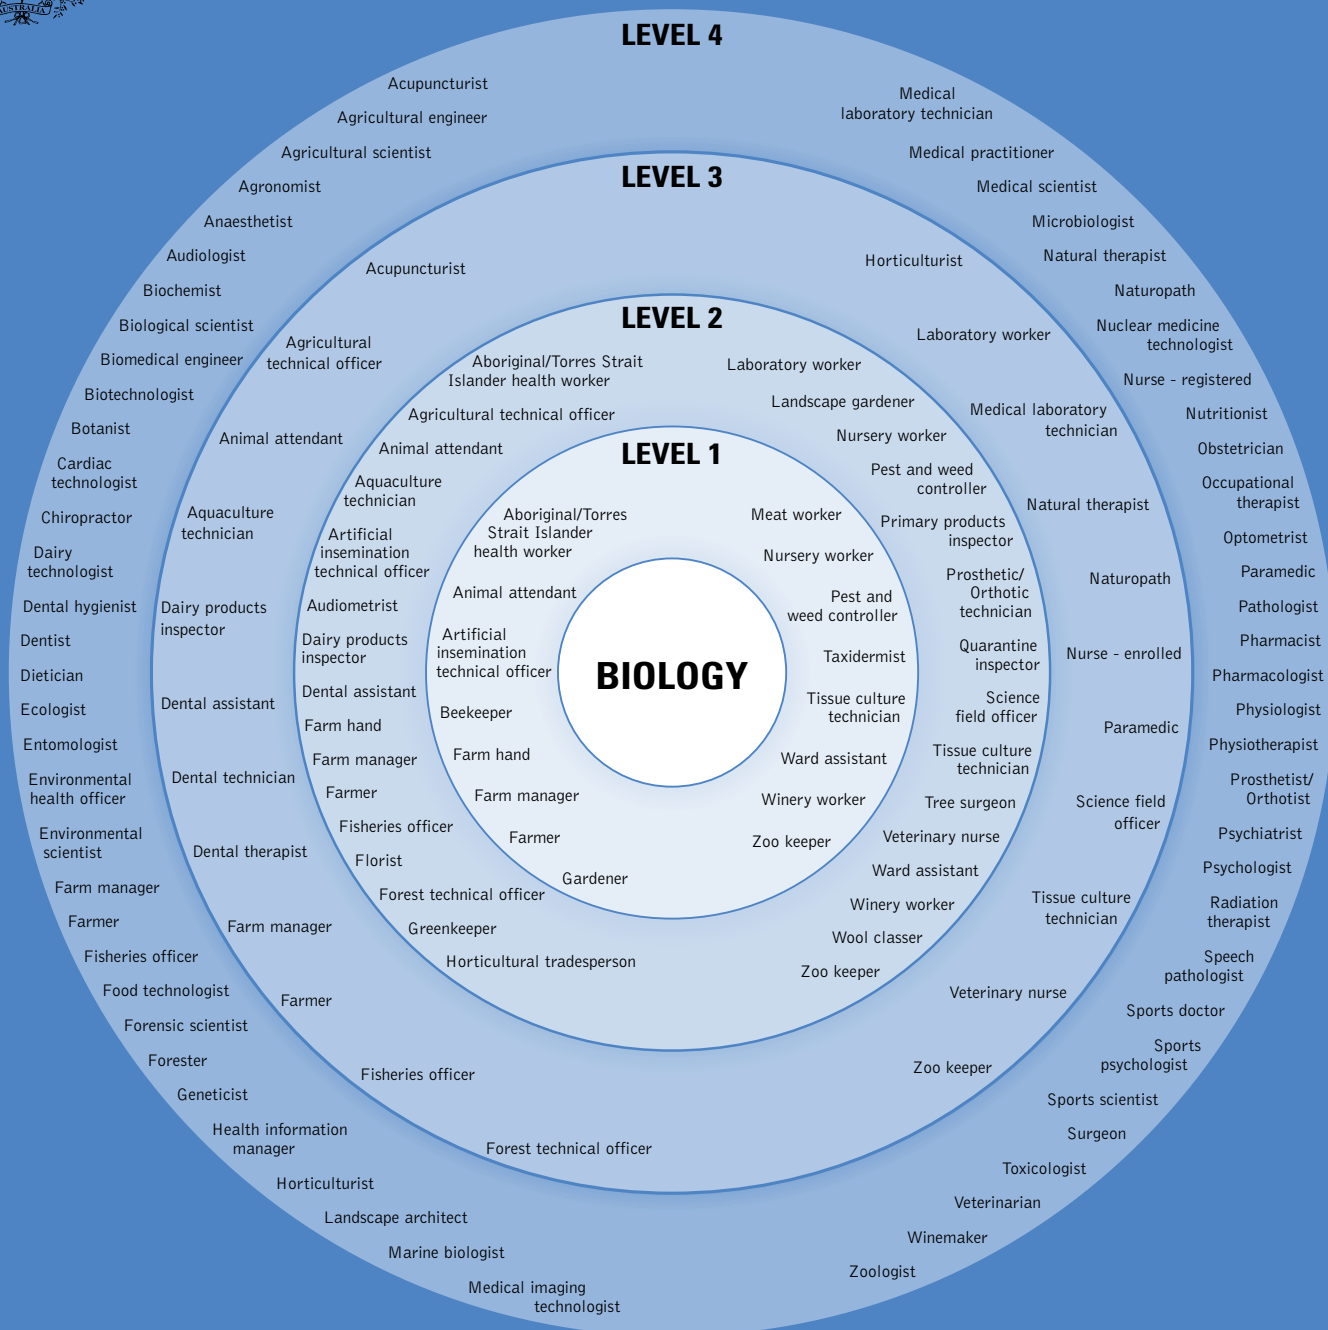 AUSTRALIA
LEVEL 4
Acupuncturist
Agricultural engineer
Agricultural scientist
Agronomist
Anaesthetist
Audiologist
Biochemist
Biological scientist
Biomedical engineer
Biotechnologist
Botanist
Cardiac
technologist
Chiropractor
Dairy
technologist
Dental hygienist
Dentist
Dietician
Ecologist
Entomologist
Environmental
health officer
Environmental
scientist
Farm manager
Farmer
Fisheries officer
Food technologist
Forensic scientist
Forester
Geneticist
Health information
manager
Horticulturist
Landscape architect
Marine biologist
Medical imaging
technologist
Medical
laboratory technician
Medical practitioner
Medical scientist
Microbiologist
Natural therapist
Naturopath
Nuclear medicine
technologist
Nurse - registered
Nutritionist
Obstetrician
Occupational
therapist
Optometrist
Paramedic
Pathologist
Pharmacist
Pharmacologist
Physiologist
Physiotherapist
Prosthetist/
Orthotist
Psychiatrist
Psychologist
Radiation
therapist
Speech
pathologist
Sports doctor
Sports
psychologist
Sports scientist
Surgeon
Toxicologist
Veterinarian
Winemaker
Zoologist
LEVEL 3
Acupuncturist
Agricultural
technical officer
Animal attendant
Aquaculture
technician
Dairy products
inspector
Dental assistant
Dental technician
Dental therapist
Farm manager
Farmer
Fisheries officer
Forest technical officer
Horticulturist
Laboratory worker
Medical laboratory
technician
Natural therapist
Naturopath
Nurse - enrolled
Paramedic
Science field
officer
Tissue culture
technician
Veterinary nurse
Zoo keeper
LEVEL 2
Aboriginal/Torres Strait
Islander health worker
Agricultural technical officer
Animal attendant
Aquaculture
technician
Artificial
insemination
technical officer
Audiometrist
Dairy products
inspector
Dental assistant
Farm hand
Farm manager
Farmer
Fisheries officer
Florist
Forest technical officer
Greenkeeper
Horticultural tradesperson
Laboratory worker
Landscape gardener
Nursery worker
Pest and weed
controller
Primary products
inspector
Prosthetic/
Orthotic
technician
Quarantine
inspector
Science
field officer
Tissue culture
technician
Tree surgeon
Veterinary nurse
Ward assistant
Winery worker
Wool classer
Zoo keeper
LEVEL 1
Aboriginal/Torres
Strait Islander
health worker
Animal attendant
Artificial
insemination
technical officer
Beekeeper
Farm hand
Farm manager
Farmer
Gardener
Meat worker
Nursery worker
Pest and
weed controller
Taxidermist
Tissue culture
technician
Ward assistant
Winery worker
Zoo keeper
BIOLOGY